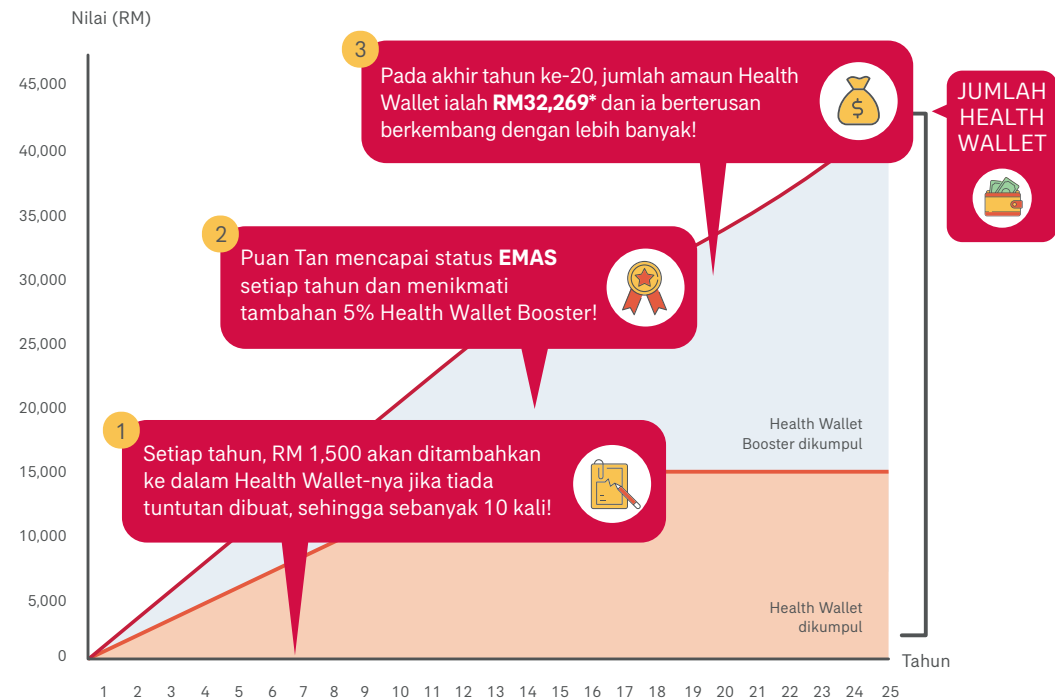 Nilai (RM)
45,000
40,000
35,000
30,000
25,000
20,000
15,000
10,000
5,000
0
3
Pada akhir tahun ke-20, jumlah amaun Health
Wallet ialah RM32,269* dan ia berterusan
berkembang dengan lebih banyak!
$
JUMLAH
HEALTH
WALLET
2
Puan Tan mencapai status EMAS
setiap tahun dan menikmati
tambahan 5% Health Wallet Booster!
1
Setiap tahun, RM 1,500 akan ditambahkan
ke dalam Health Wallet-nya jika tiada
tuntutan dibuat, sehingga sebanyak 10 kali!
Health Wallet
Booster dikumpul
Health Wallet
dikumpul
Tahun
1 2 3 4 5 6 7 8 9 10 11 12 13 14 15 16 17 18 19 20 21 22 23 24 25